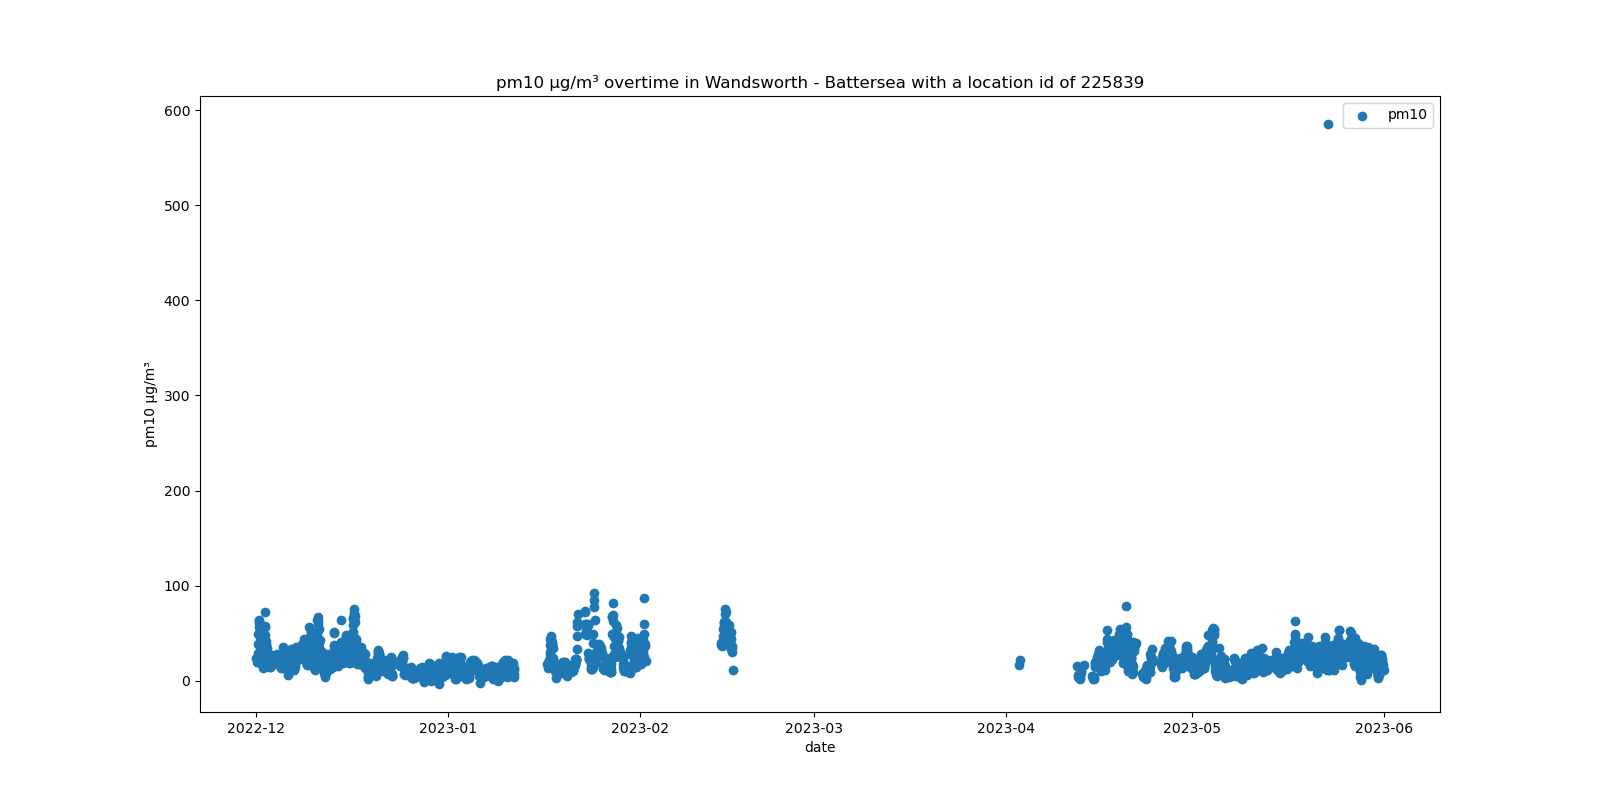 pm10 µg/m³ overtime in Wandsworth - Battersea with a location id of 225839
pm10
600
500
400
300
200
100
0
pm10 µg/m³
2022-12 2023-01 2023-02 2023-03 2023-04 2023-05 2023-06
date